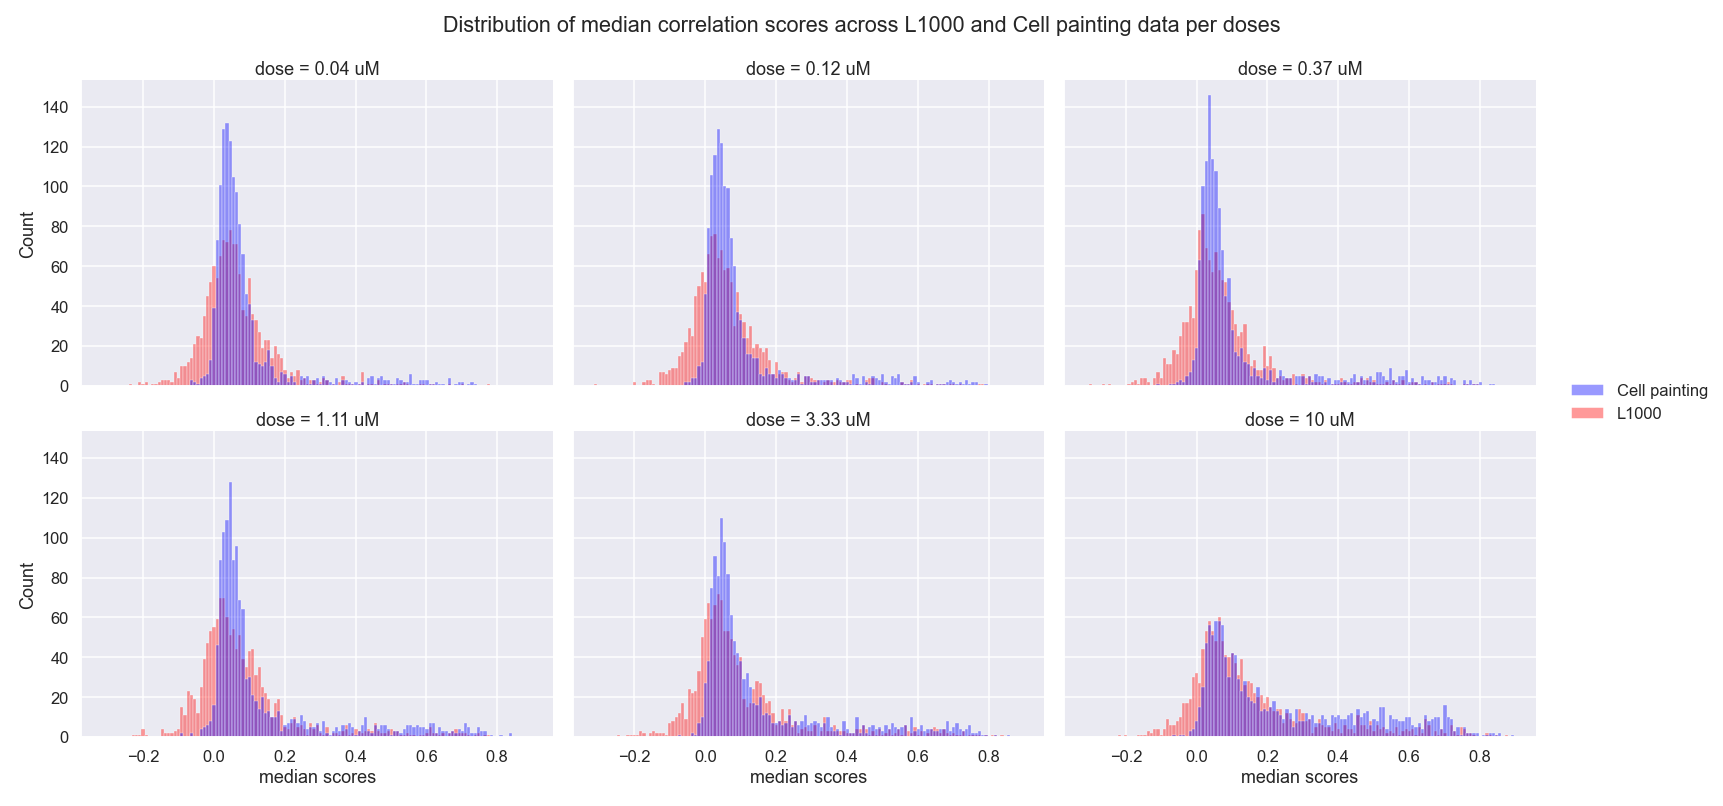 Distribution of median correlation scores across L1000 and Cell painting data per doses
dose = 0.04 uM
dose = 0.12 uM
dose = 0.37 uM
140
120
100
80
60
40
20
0
Count
dose = 1.11 uM
dose = 3.33 uM
dose = 10 uM
140
120
100
80
60
40
20
0
Count
−0.2 0.0 0.2 0.4 0.6 0.8
−0.2 0.0 0.2 0.4 0.6 0.8
−0.2 0.0 0.2 0.4 0.6 0.8
median scores
median scores
median scores
Cell painting
L1000